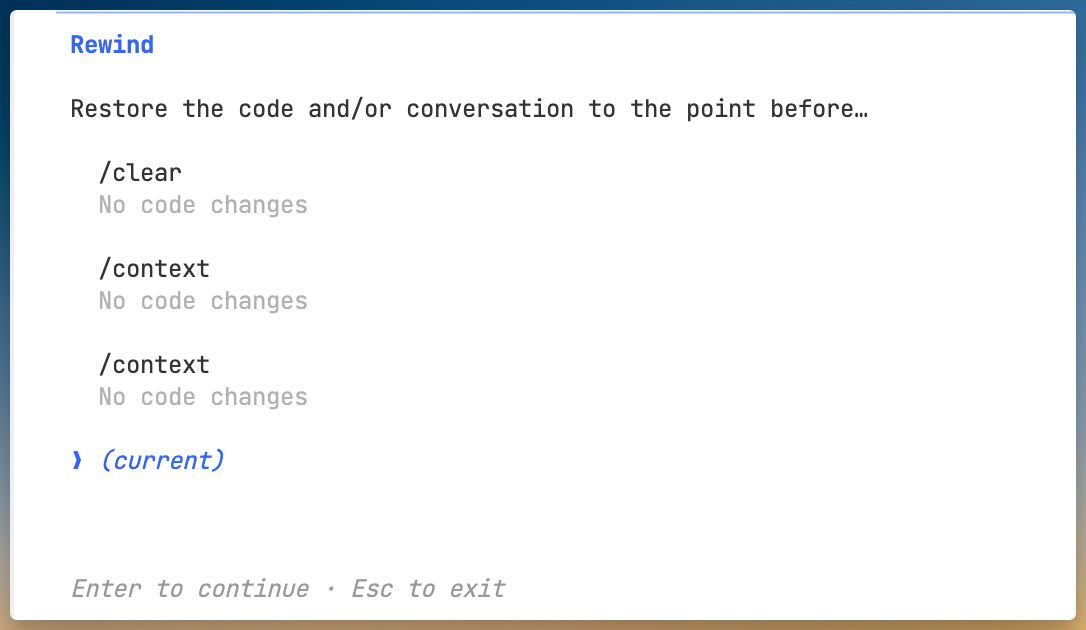 Rewind
Restore the code and/or conversation to the point before…
/clear
No code changes
/context
No code changes
/context
No code changes
❯ (current)
Enter to continue · Esc to exit